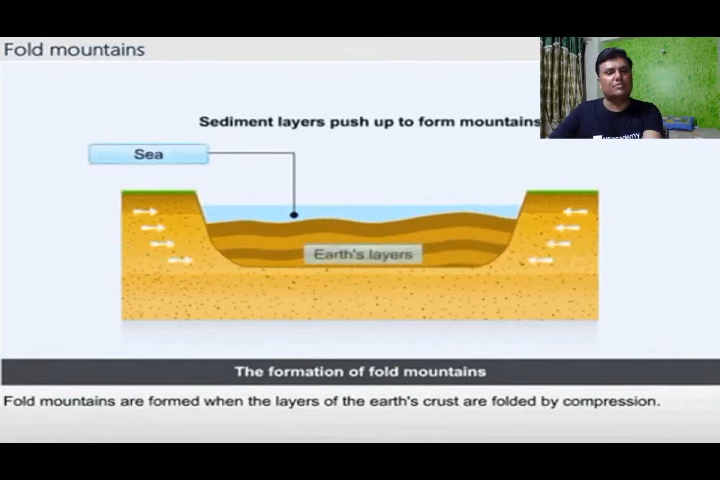 Fold mountains
Sediment layers push up to form mountains
Sea
Earth's layers
The formation of fold mountains
Fold mountains are formed when the layers of the earth's crust are folded by compression.